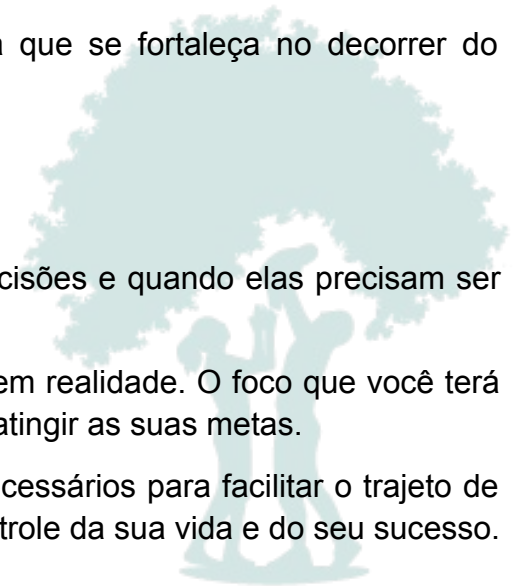 que se fortaleça no decorrer do
cisões e quando elas precisam ser
em realidade. O foco que você terá
atingir as suas metas.
cessários para facilitar o trajeto de
trole da sua vida e do seu sucesso.